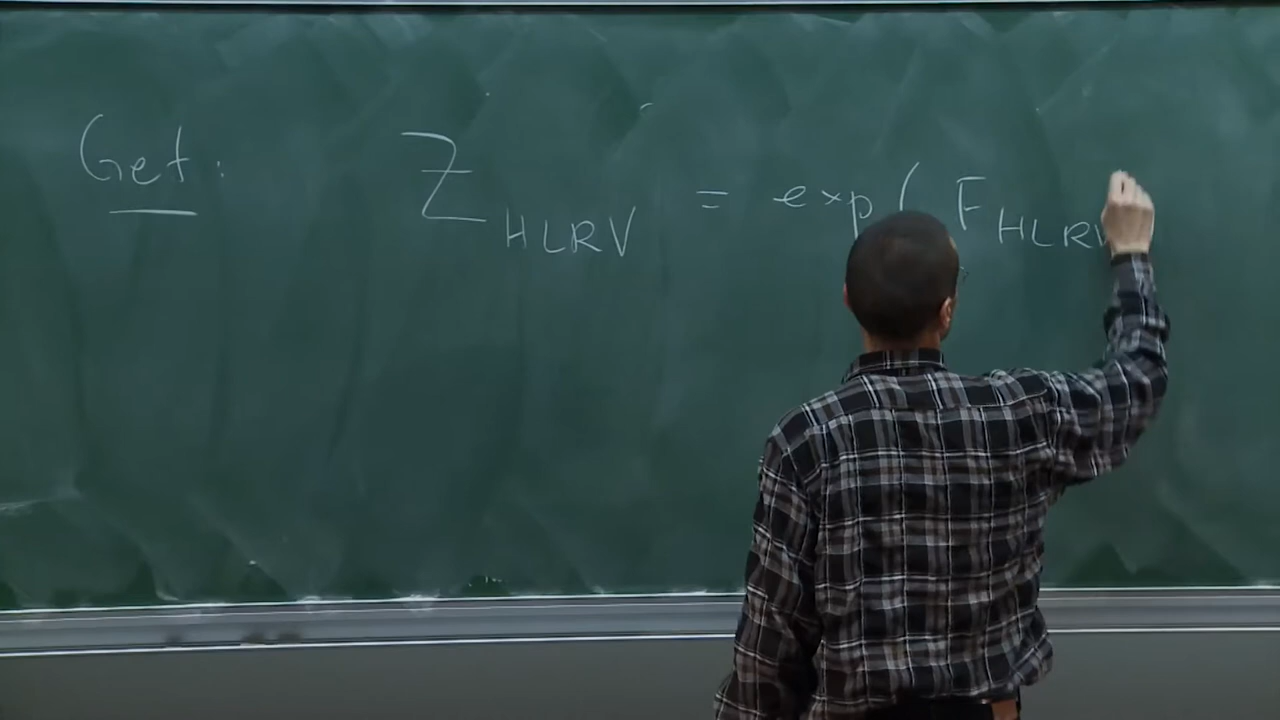 Get: Z_HLRV = exp( F_HLRV